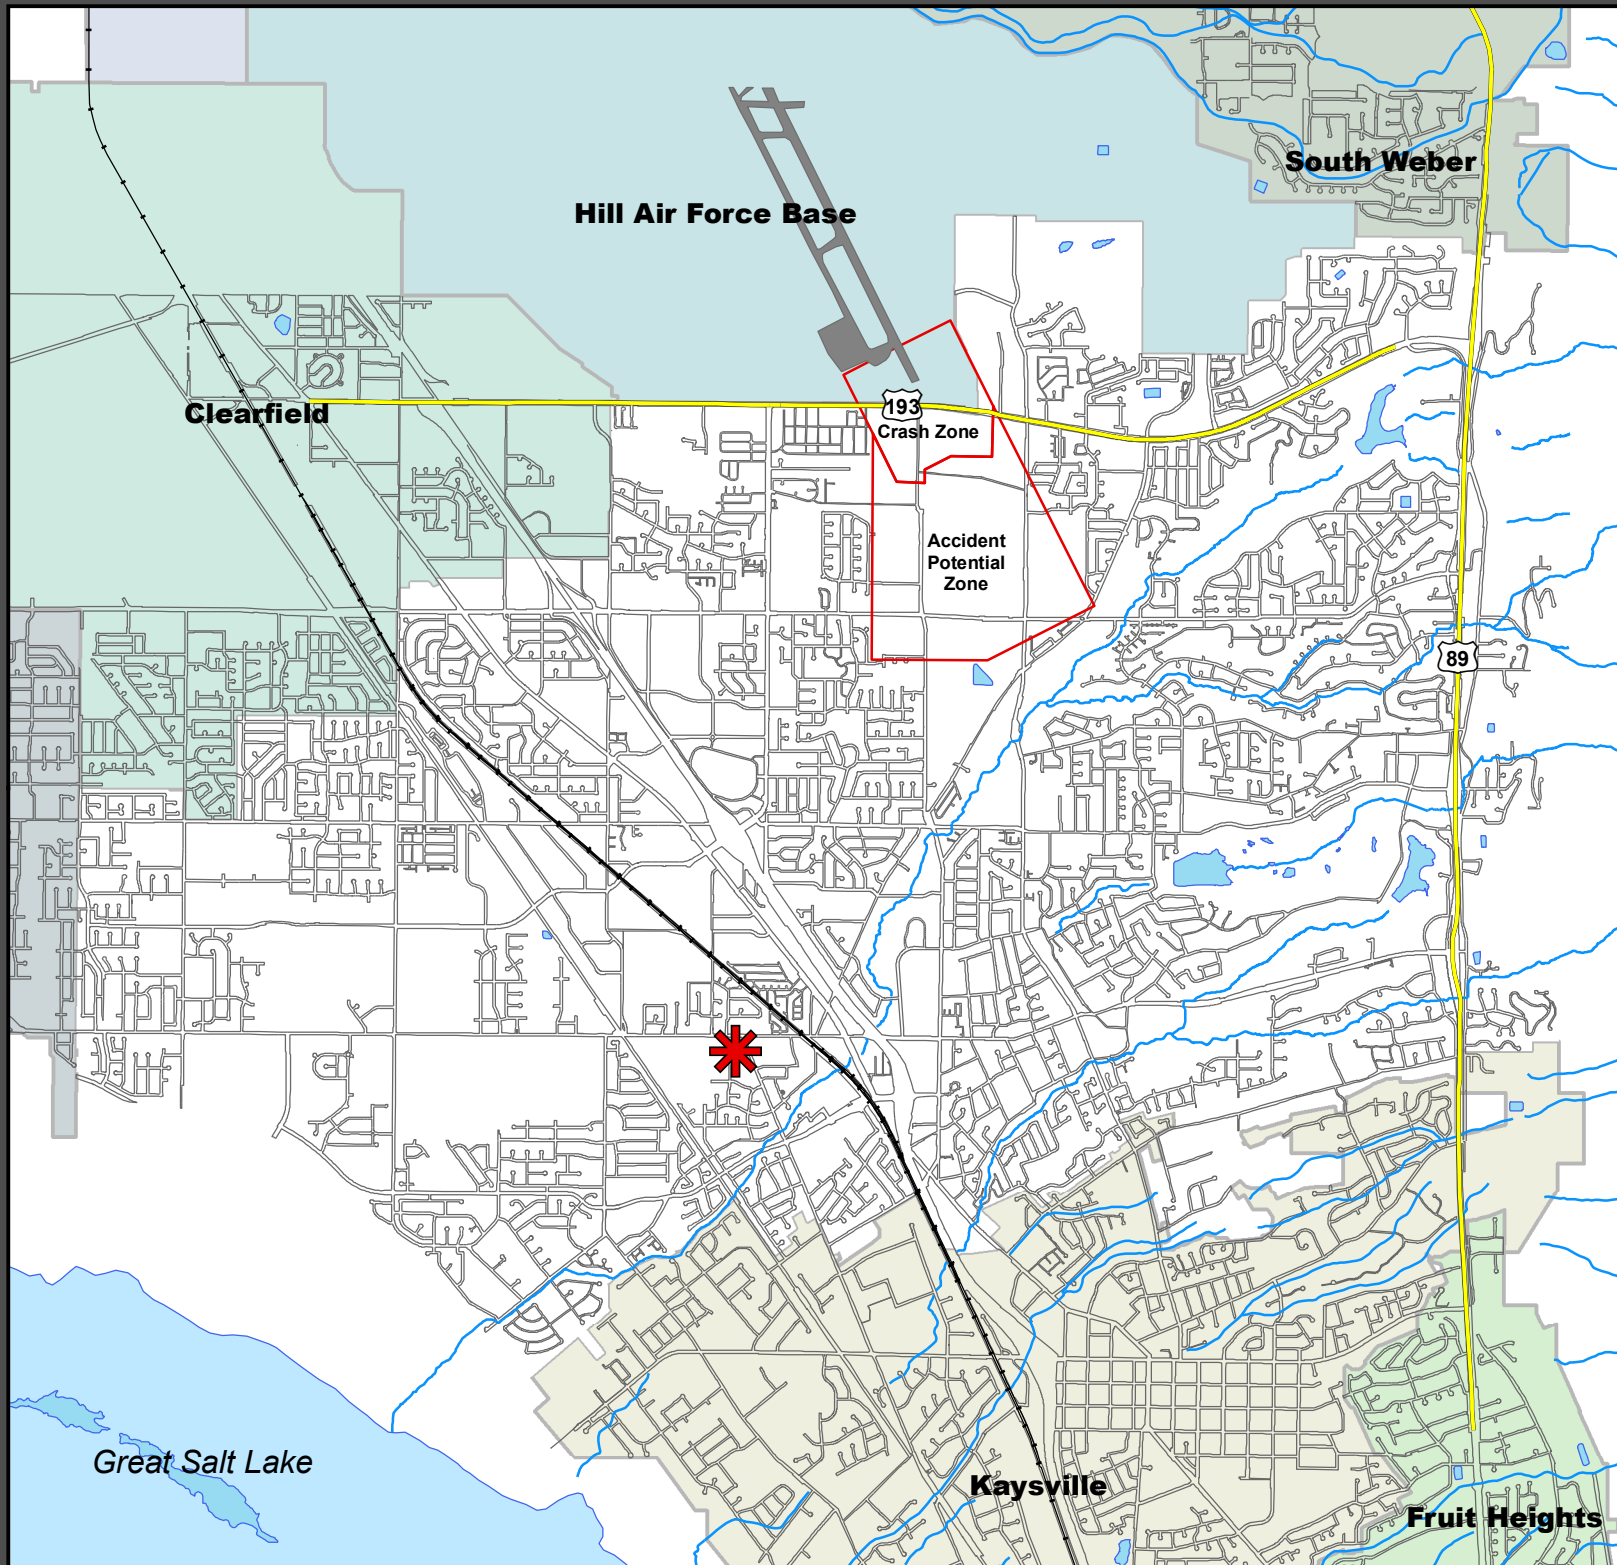 South Weber
Hill Air Force Base
193
Clearfield
Crash Zone
Accident
Potential
Zone
89
Great Salt Lake
Kaysville
Fruit Heights